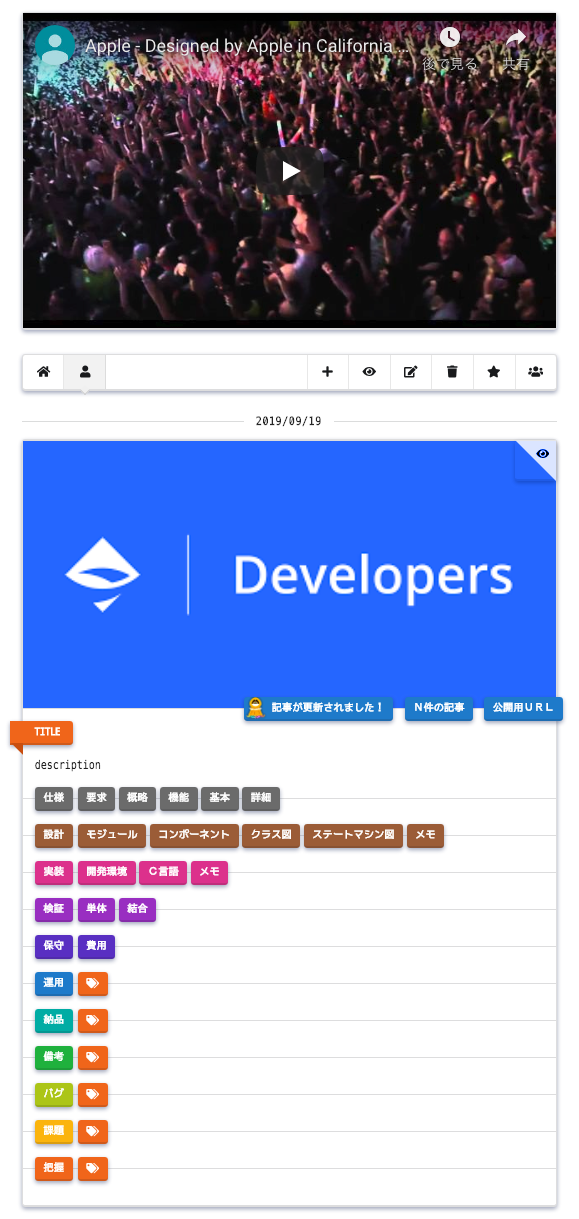 Apple - Designed by Apple in California ...
後で見る
共有
2019/09/19
Developers
記事が更新されました！ N件の記事 公開用URL
TITLE
description
仕様 要求 概略 機能 基本 詳細
設計 モジュール コンポーネント クラス図 ステートマシン図 メモ
実装 開発環境 C言語 メモ
検証 単体 結合
保守 費用
運用
納品
備考
バグ
課題
把握